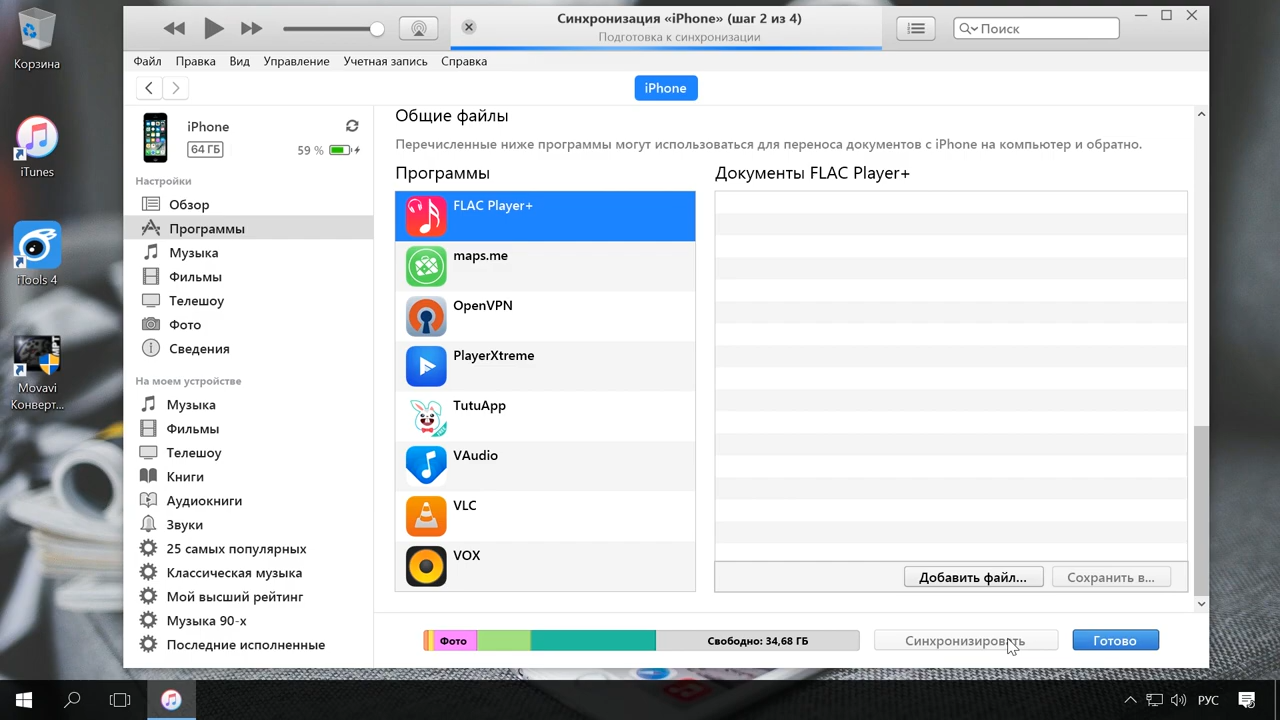 Корзина
iTunes
iTools 4
Movavi
Конверт...
Синхронизация «iPhone» (шаг 2 из 4)
Подготовка к синхронизации
Поиск
Файл Правка Вид Управление Учетная запись Справка
iPhone
iPhone
64 ГБ
59 %
Настройки
Обзор
Программы
Музыка
Фильмы
Телешоу
Фото
Сведения
На моем устройстве
Музыка
Фильмы
Телешоу
Книги
Аудиокниги
Звуки
25 самых популярных
Классическая музыка
Мой высший рейтинг
Музыка 90-х
Последние исполненные
Общие файлы
Перечисленные ниже программы могут использоваться для переноса документов с iPhone на компьютер и обратно.
Программы
FLAC Player+
maps.me
OpenVPN
PlayerXtreme
TutuApp
VAudio
VLC
VOX
Документы FLAC Player+
Добавить файл...
Сохранить в...
Фото
Свободно: 34,68 ГБ
Синхронизировать
Готово
РУС